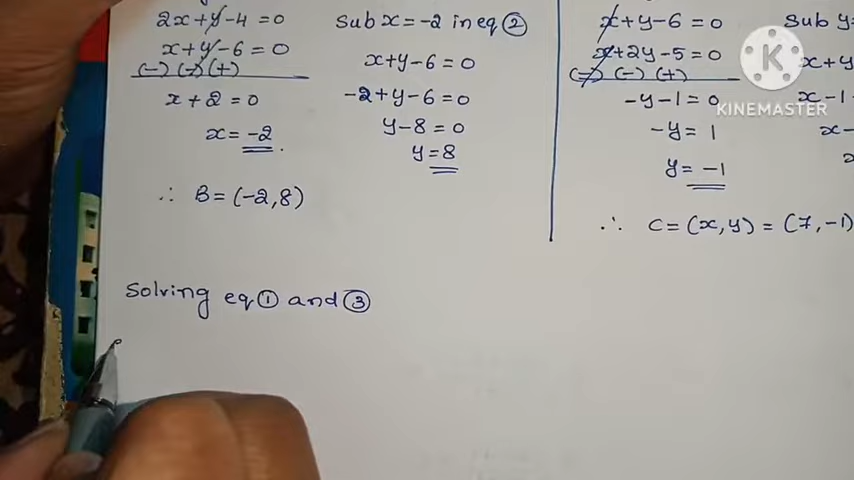 2x+y-4=0
x+y-6=0
(-) (-) (+)
x+2=0
x=-2
∴ B=(-2,8)
Sub x=-2 in eq ②
x+y-6=0
-2+y-6=0
y-8=0
y=8
x+y-6=0
x+2y-5=0
(-) (-) (+)
-y-1=0
-y=1
y=-1
∴ C=(x,y)=(7,-1)
Sub y=
x+y
x-1-
x-
x
KINEMASTER
Solving eq ① and ③